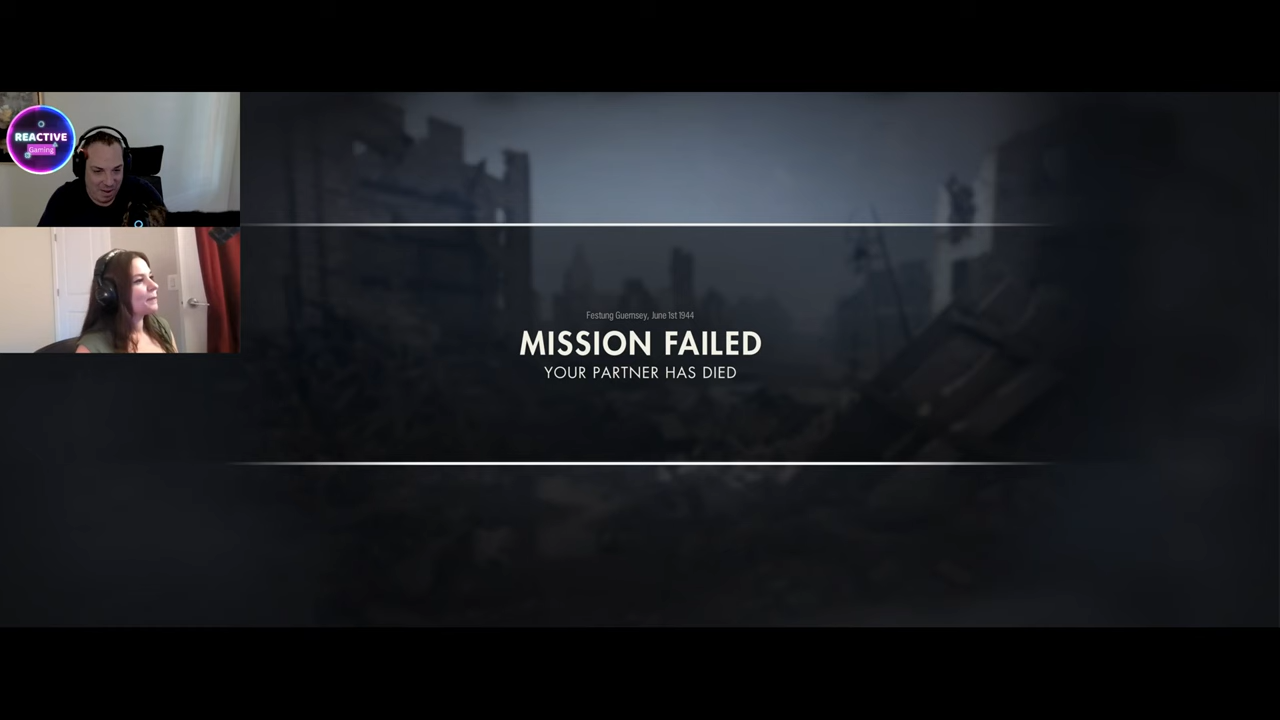 REACTIVE
Gaming
Festung Guernsey, June 1st 1944
MISSION FAILED
YOUR PARTNER HAS DIED